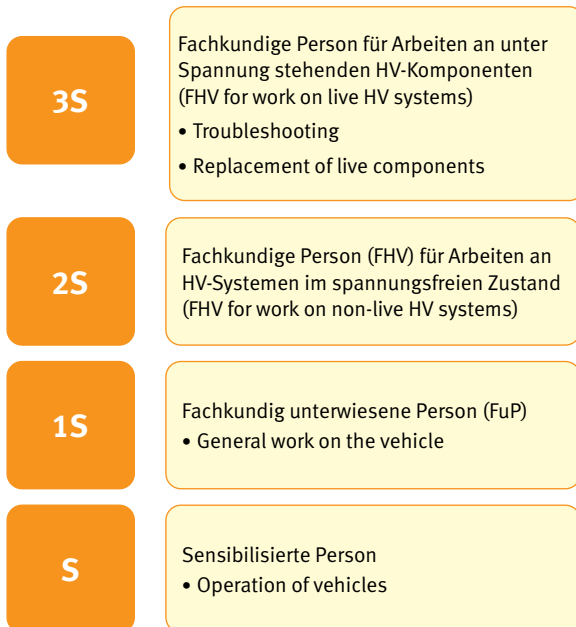 3S
Fachkundige Person für Arbeiten an unter
Spannung stehenden HV-Komponenten
(FHV for work on live HV systems)
• Troubleshooting
• Replacement of live components
2S
Fachkundige Person (FHV) für Arbeiten an
HV-Systemen im spannungsfreien Zustand
(FHV for work on non-live HV systems)
1S
Fachkundig unterwiesene Person (FuP)
• General work on the vehicle
S
Sensibilisierte Person
• Operation of vehicles